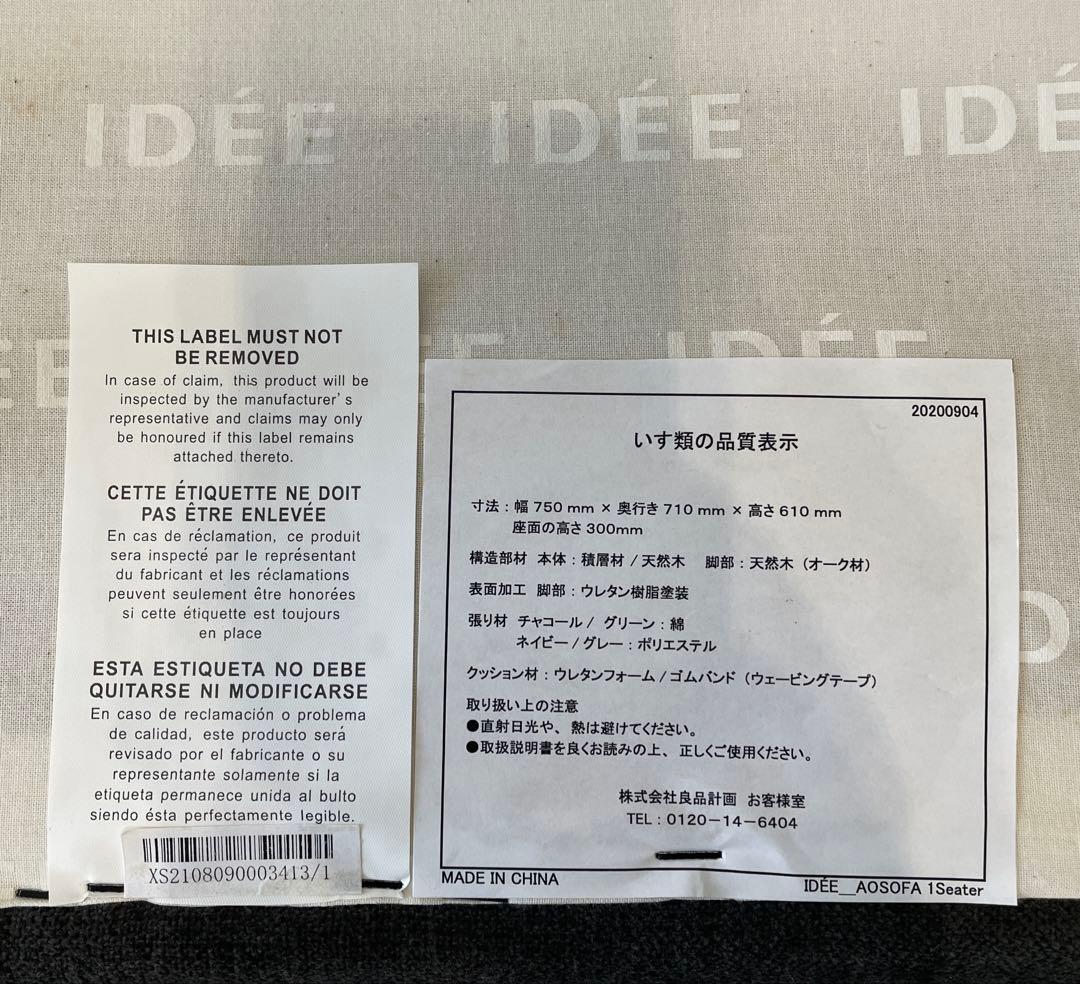 IDÉE IDÉE IDÉE
IDÉE
THIS LABEL MUST NOT
BE REMOVED
In case of claim, this product will be
inspected by the manufacturer's
representative and claims may only
be honoured if this label remains
attached thereto.
CETTE ÉTIQUETTE NE DOIT
PAS ÊTRE ENLEVÉE
En cas de réclamation, ce produit
sera inspecté par le représentant
du fabricant et les réclamations
peuvent seulement être honorées
si cette étiquette est toujours
en place
ESTA ESTIQUETA NO DEBE
QUITARSE NI MODIFICARSE
En caso de reclamación o problema
de calidad, este producto será
revisado por el fabricante o su
representante solamente si la
etiqueta permanece unida al bulto
siendo ésta perfectamente legible.
XS2108090003413/1
20200904
いす類の品質表示
寸法：幅 750 mm × 奥行き 710 mm × 高さ 610 mm
座面の高さ 300mm
構造部材 本体：積層材 / 天然木 脚部：天然木（オーク材）
表面加工 脚部：ウレタン樹脂塗装
張り材 チャコール / グリーン：綿
ネイビー / グレー：ポリエステル
クッション材：ウレタンフォーム / ゴムバンド（ウェービングテープ）
取り扱い上の注意
●直射日光や、熱は避けてください。
●取扱説明書を良くお読みの上、正しくご使用ください。
株式会社良品計画 お客様室
TEL：0120－14－6404
MADE IN CHINA
IDÉE__AOSOFA 1Seater